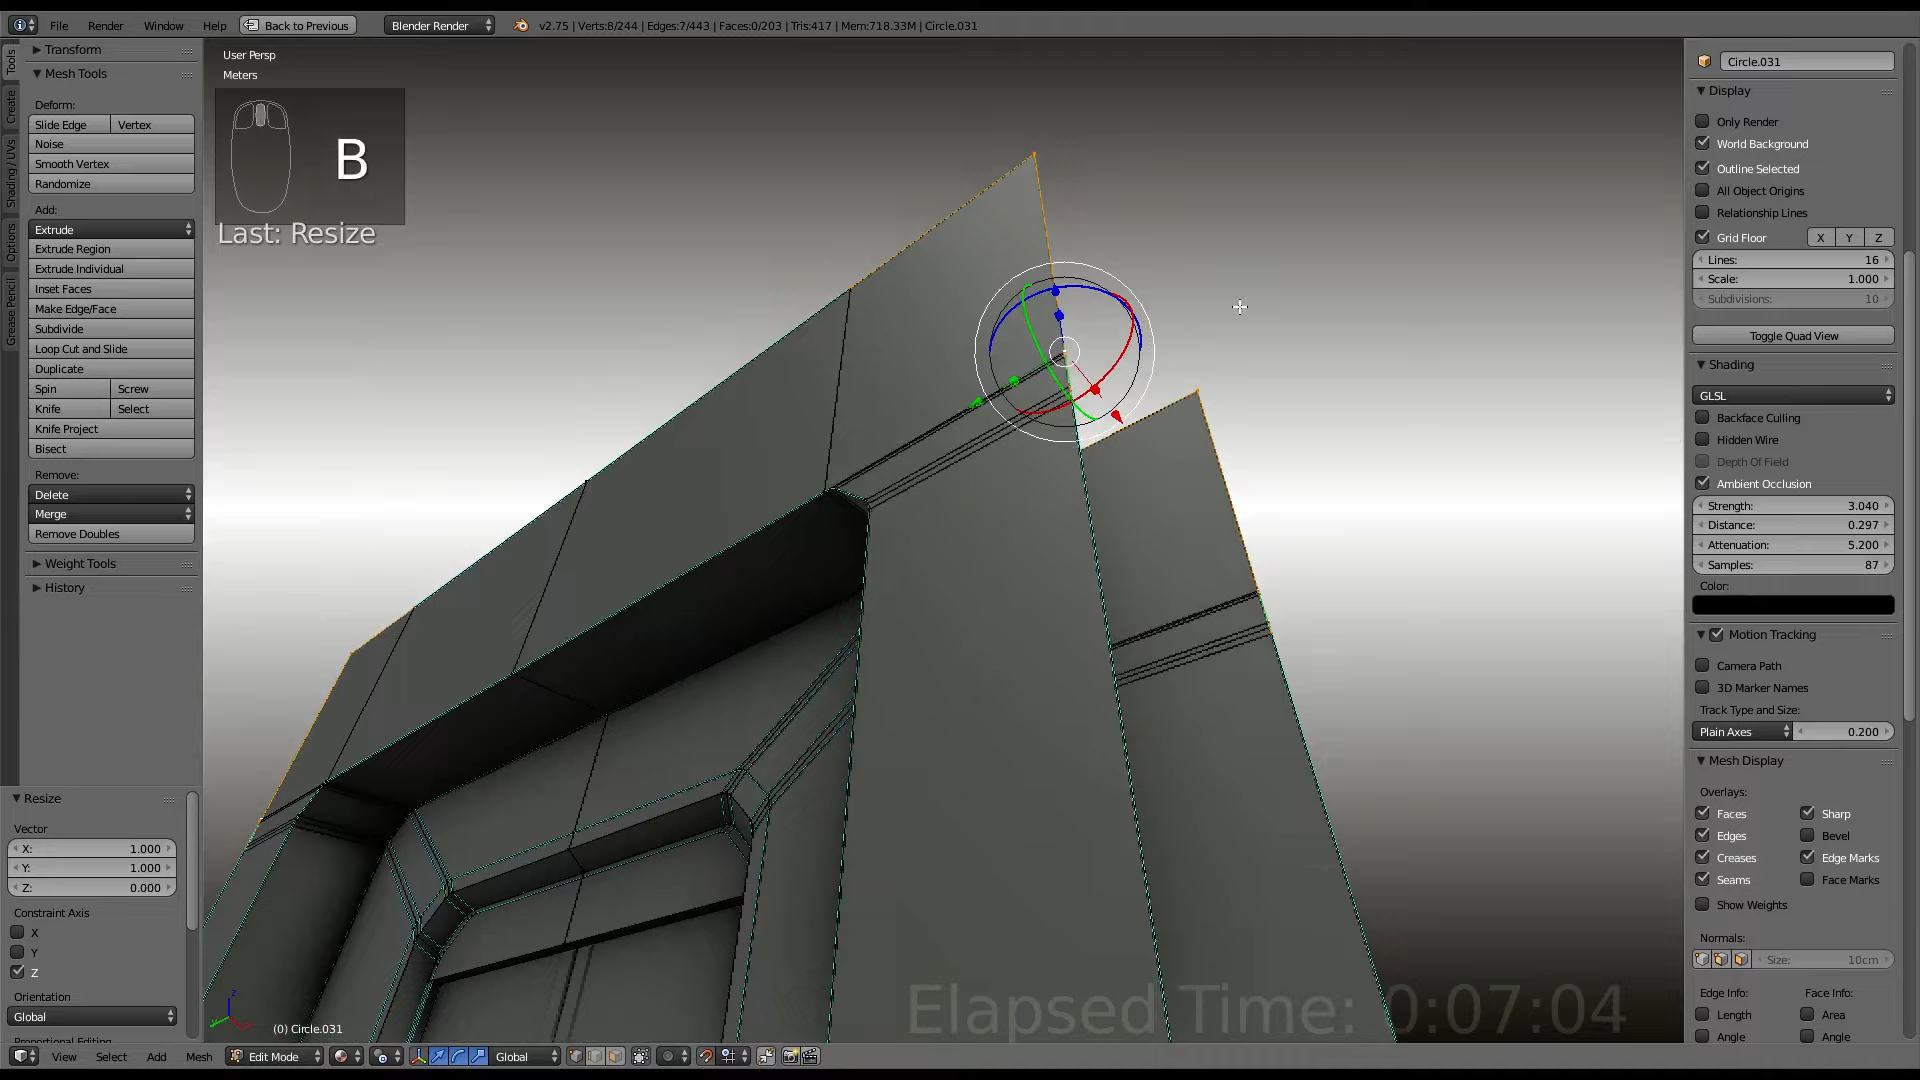 File Render Window Help Back to Previous Blender Render v2.75 | Verts:8/244 | Edges:7/443 | Faces:0/203 | Tris:417 | Mem:718.33M | Circle.031
Tools
Create
Shading / UVs
Options
Grease Pencil
Transform
Mesh Tools
Deform:
Slide Edge Vertex
Noise
Smooth Vertex
Randomize
Add:
Extrude
Extrude Region
Extrude Individual
Inset Faces
Make Edge/Face
Subdivide
Loop Cut and Slide
Duplicate
Spin Screw
Knife Select
Knife Project
Bisect
Remove:
Delete
Merge
Remove Doubles
Weight Tools
History
Resize
Vector
X: 1.000
Y: 1.000
Z: 0.000
Constraint Axis
X
Y
Z
Orientation
Global
Proportional Editing
User Persp
Meters
B
Last: Resize
z
y
(0) Circle.031
Elapsed Time: 0:07:04
Circle.031
Display
Only Render
World Background
Outline Selected
All Object Origins
Relationship Lines
Grid Floor X Y Z
Lines: 16
Scale: 1.000
Subdivisions: 10
Toggle Quad View
Shading
GLSL
Backface Culling
Hidden Wire
Depth Of Field
Ambient Occlusion
Strength: 3.040
Distance: 0.297
Attenuation: 5.200
Samples: 87
Color:
Motion Tracking
Camera Path
3D Marker Names
Track Type and Size:
Plain Axes 0.200
Mesh Display
Overlays:
Faces Sharp
Edges Bevel
Creases Edge Marks
Seams Face Marks
Show Weights
Normals:
Size: 10cm
Edge Info: Face Info:
Length Area
Angle Angle
View Select Add Mesh Edit Mode Global